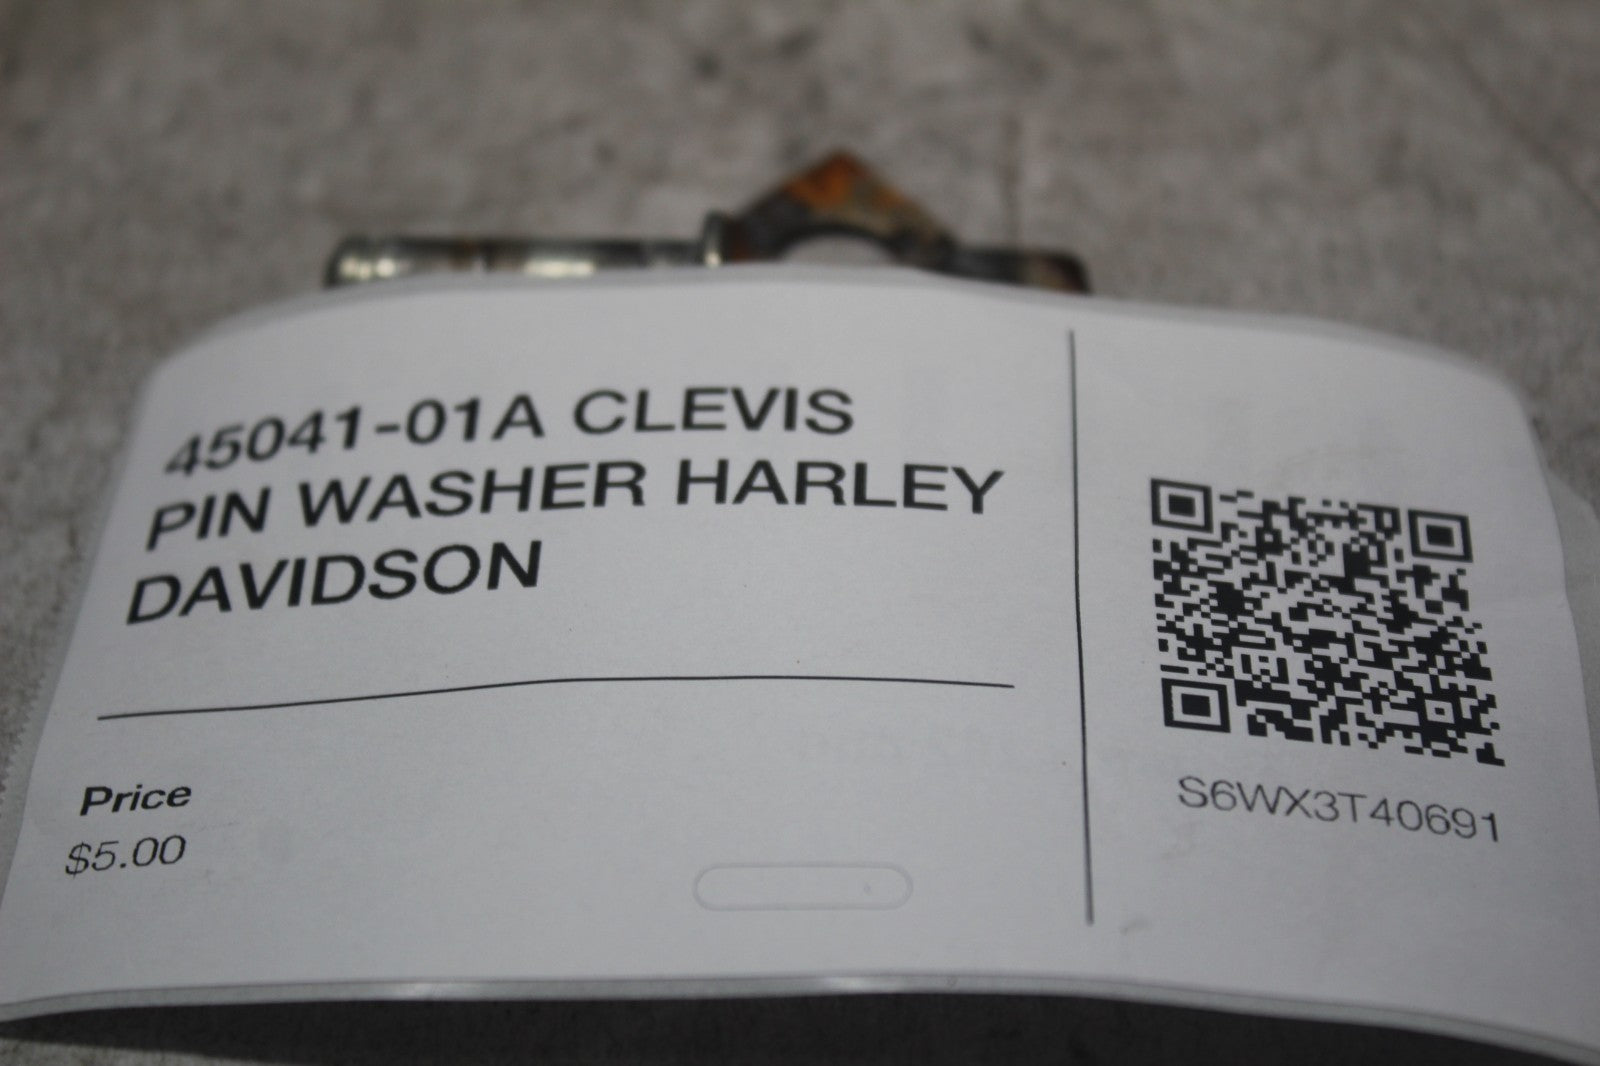 45041-01A CLEVIS
PIN WASHER HARLEY
DAVIDSON
Price
$5.00
S6WX3T40691